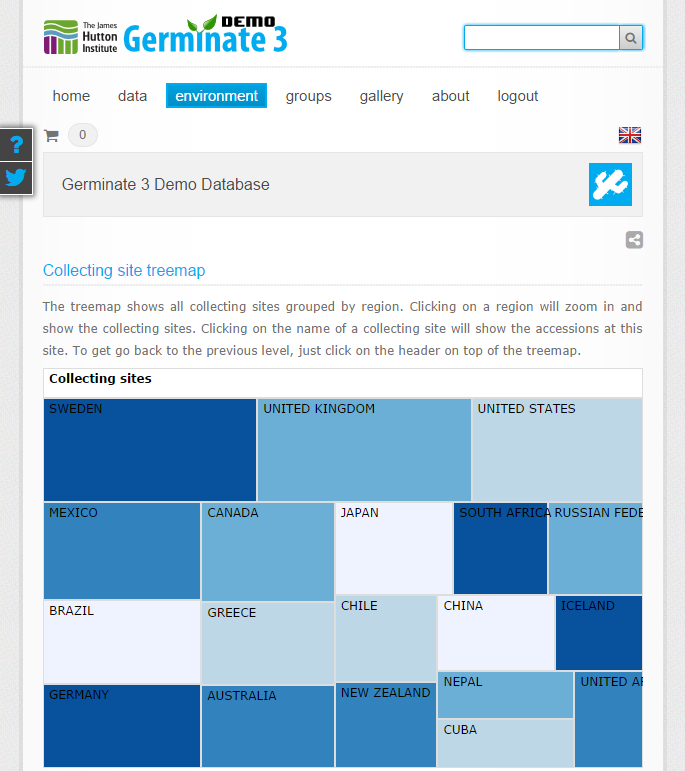 The James
Hutton
Institute
DEMO
Germinate 3
home data environment groups gallery about logout
0
?
Germinate 3 Demo Database
Collecting site treemap
The treemap shows all collecting sites grouped by region. Clicking on a region will zoom in and
show the collecting sites. Clicking on the name of a collecting site will show the accessions at this
site. To get go back to the previous level, just click on the header on top of the treemap.
Collecting sites
SWEDEN UNITED KINGDOM UNITED STATES
MEXICO CANADA JAPAN SOUTH AFRICA RUSSIAN FEDE
BRAZIL GREECE CHILE CHINA ICELAND
GERMANY AUSTRALIA NEW ZEALAND NEPAL UNITED AR
CUBA